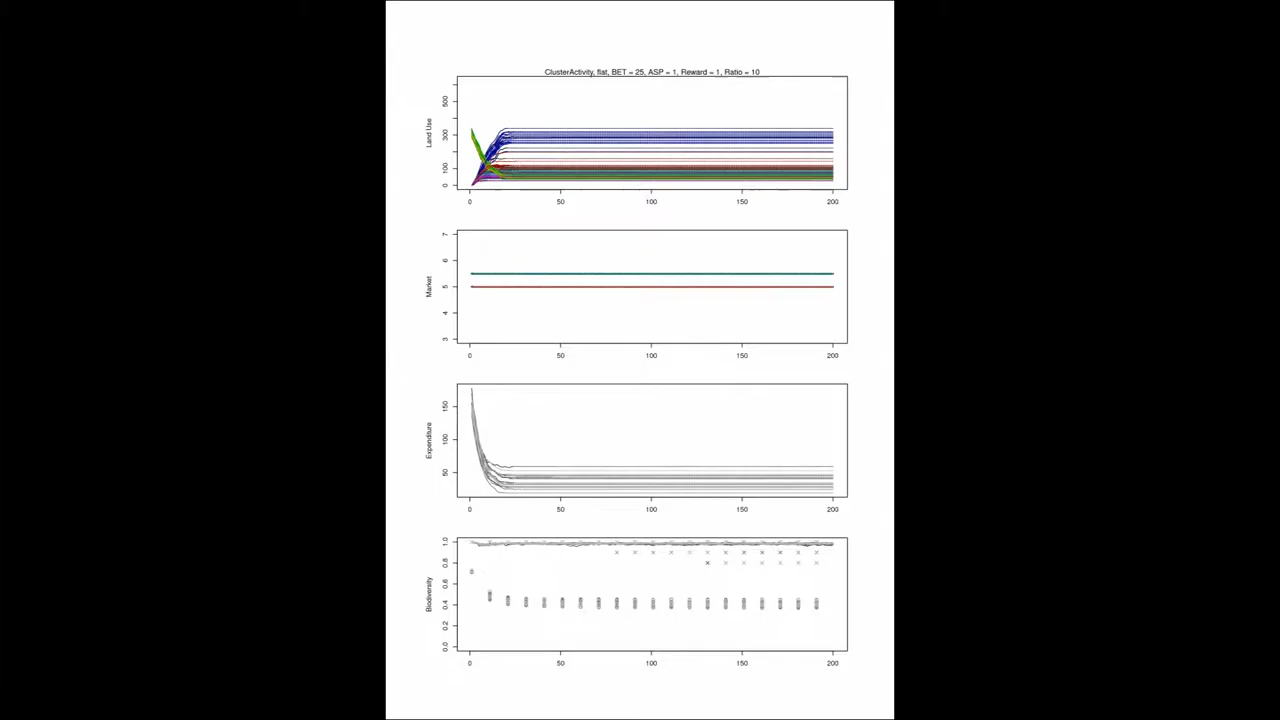 ClusterActivity, flat, BET = 25, ASP = 1, Reward = 1, Ratio = 10
Land Use
500
300
100
0
0 50 100 150 200
Market
7
6
5
4
3
0 50 100 150 200
Expenditure
150
100
50
0 50 100 150 200
Biodiversity
1.0
0.8
0.6
0.4
0.2
0.0
0 50 100 150 200